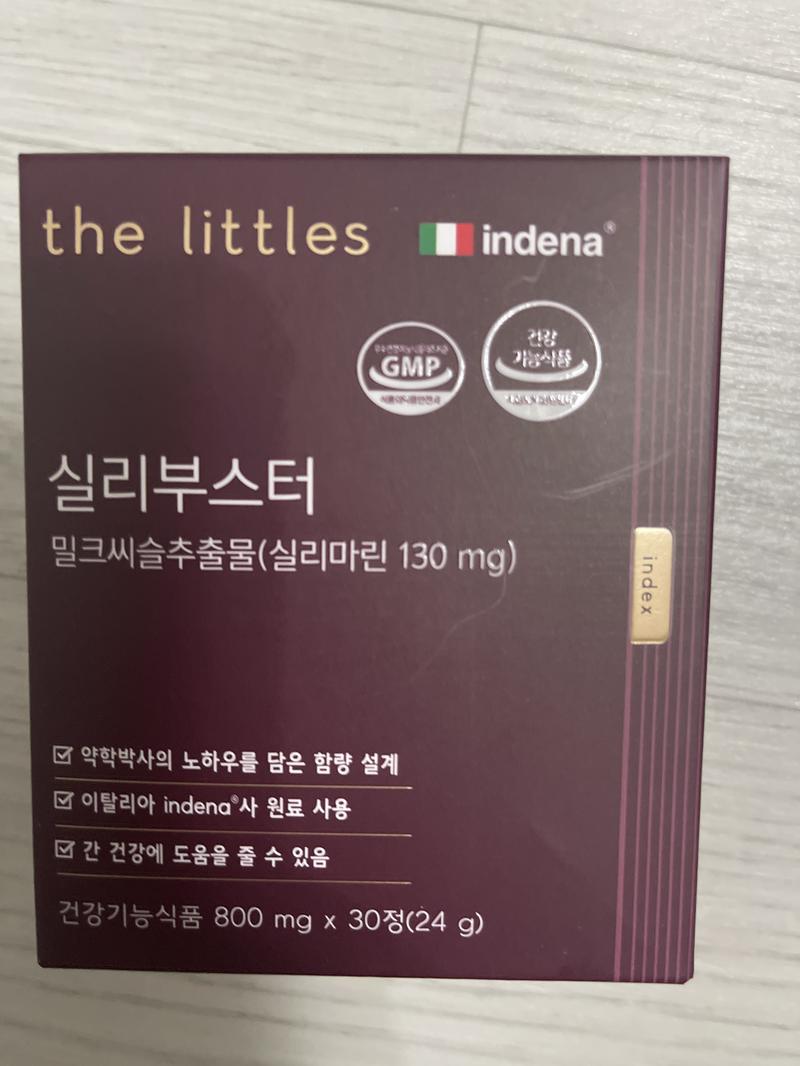 the littles
indena®
GMP
건강
기능식품
실리부스터
밀크씨슬추출물(실리마린 130 mg)
index
약학박사의 노하우를 담은 함량 설계
이탈리아 indena®사 원료 사용
간 건강에 도움을 줄 수 있음
건강기능식품 800 mg x 30정(24 g)